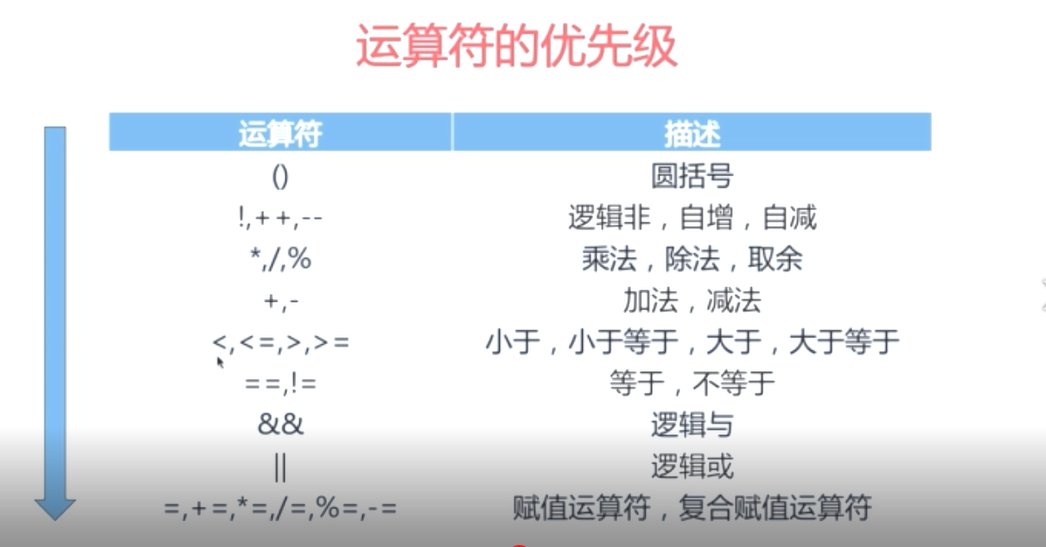 运算符的优先级
运算符 描述
() 圆括号
!,++,-- 逻辑非，自增，自减
*,/,% 乘法，除法，取余
+,- 加法，减法
<,<=,>,>= 小于，小于等于，大于，大于等于
==,!= 等于，不等于
&& 逻辑与
|| 逻辑或
=,+=,*=,/=,%=,-= 赋值运算符，复合赋值运算符